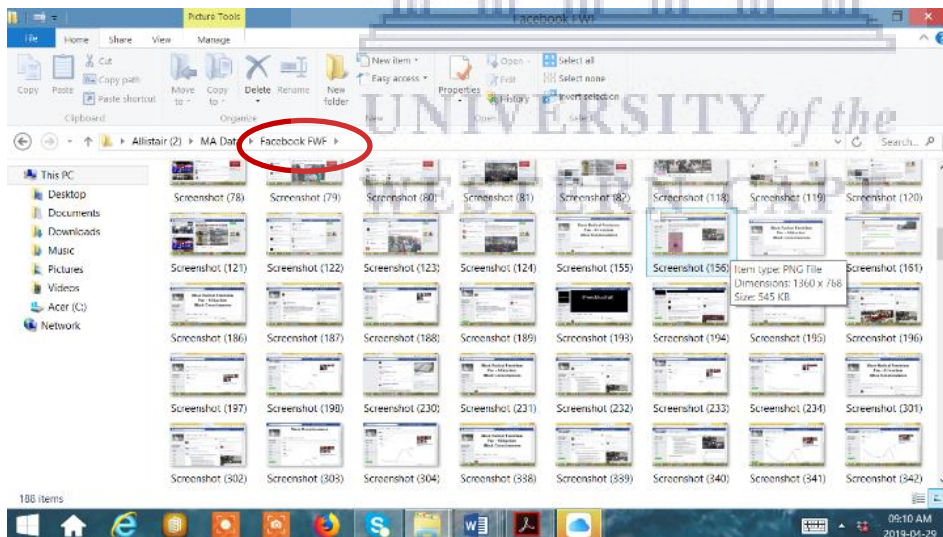 Picture Tools
Facebook FWF
File Home Share View Manage
Cut
Copy path
Paste shortcut
Copy Paste
Move to
Copy to
Delete Rename
New folder
New item
Easy access
Properties
Open
Edit
History
Select all
Select none
Invert selection
Clipboard Organize New Open Select
UNIVERSITY of the
WESTERN CAPE
Allistair (2) MA Data Facebook FWF
Search...
This PC
Desktop
Documents
Downloads
Music
Pictures
Videos
Acer (C:)
Network
Screenshot (78) Screenshot (79) Screenshot (80) Screenshot (81) Screenshot (82) Screenshot (118) Screenshot (119) Screenshot (120)
Screenshot (121) Screenshot (122) Screenshot (123) Screenshot (124) Screenshot (155) Screenshot (156) Screenshot (161)
Item type: PNG File
Dimensions: 1360 x 768
Size: 545 KB
Screenshot (186) Screenshot (187) Screenshot (188) Screenshot (189) Screenshot (193) Screenshot (194) Screenshot (195) Screenshot (196)
Screenshot (197) Screenshot (198) Screenshot (230) Screenshot (231) Screenshot (232) Screenshot (233) Screenshot (234) Screenshot (301)
Screenshot (302) Screenshot (303) Screenshot (304) Screenshot (338) Screenshot (339) Screenshot (340) Screenshot (341) Screenshot (342)
188 items
09:10 AM
2019-04-29